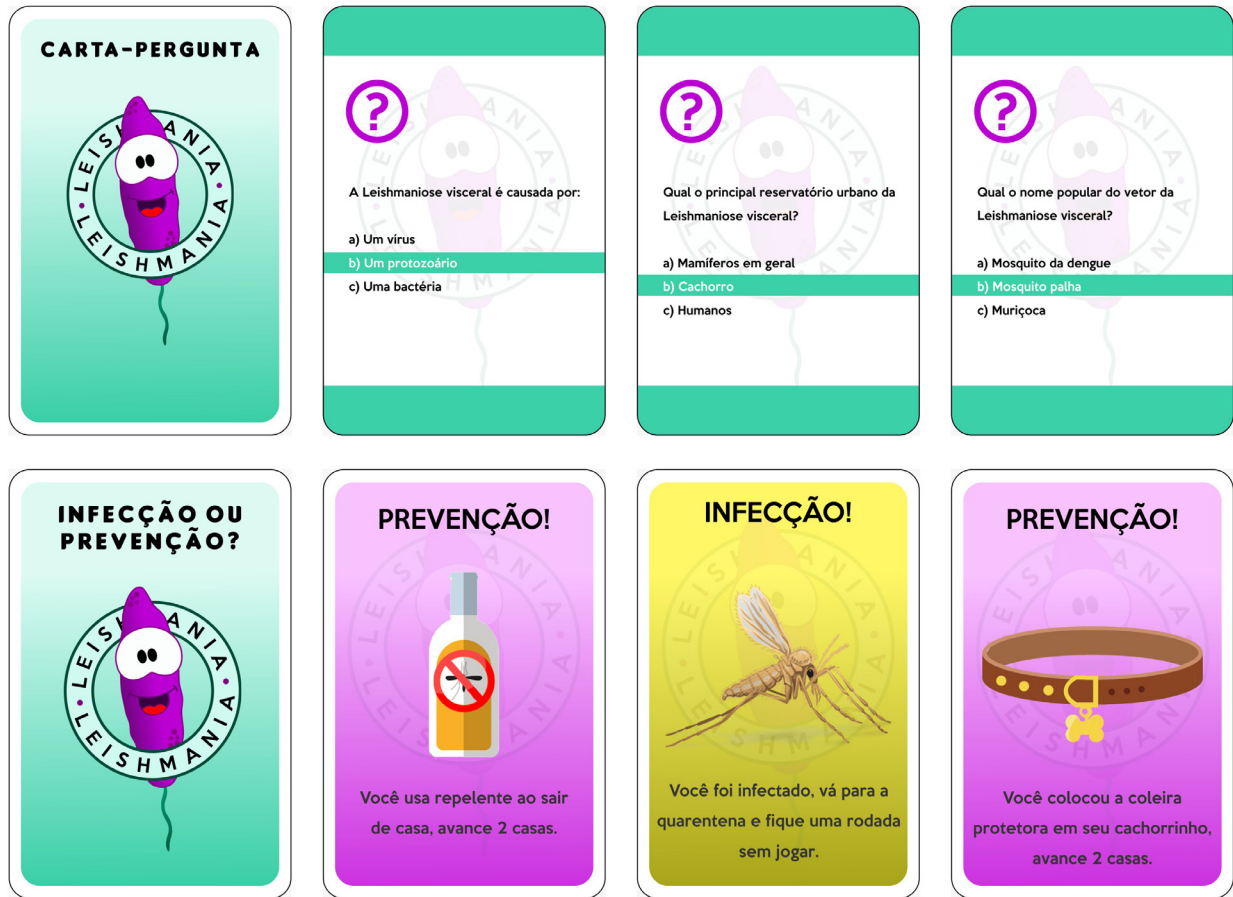 CARTA-PERGUNTA
LEISHMANIA • LEISHMANIA •
?
A Leishmaniose visceral é causada por:
a) Um vírus
b) Um protozoário
c) Uma bactéria
?
Qual o principal reservatório urbano da
Leishmaniose visceral?
a) Mamíferos em geral
b) Cachorro
c) Humanos
?
Qual o nome popular do vetor da
Leishmaniose visceral?
a) Mosquito da dengue
b) Mosquito palha
c) Muriçoca
INFECÇÃO OU
PREVENÇÃO?
LEISHMANIA • LEISHMANIA •
PREVENÇÃO!
Você usa repelente ao sair
de casa, avance 2 casas.
INFECÇÃO!
Você foi infectado, vá para a
quarentena e fique uma rodada
sem jogar.
PREVENÇÃO!
Você colocou a coleira
protetora em seu cachorrinho,
avance 2 casas.